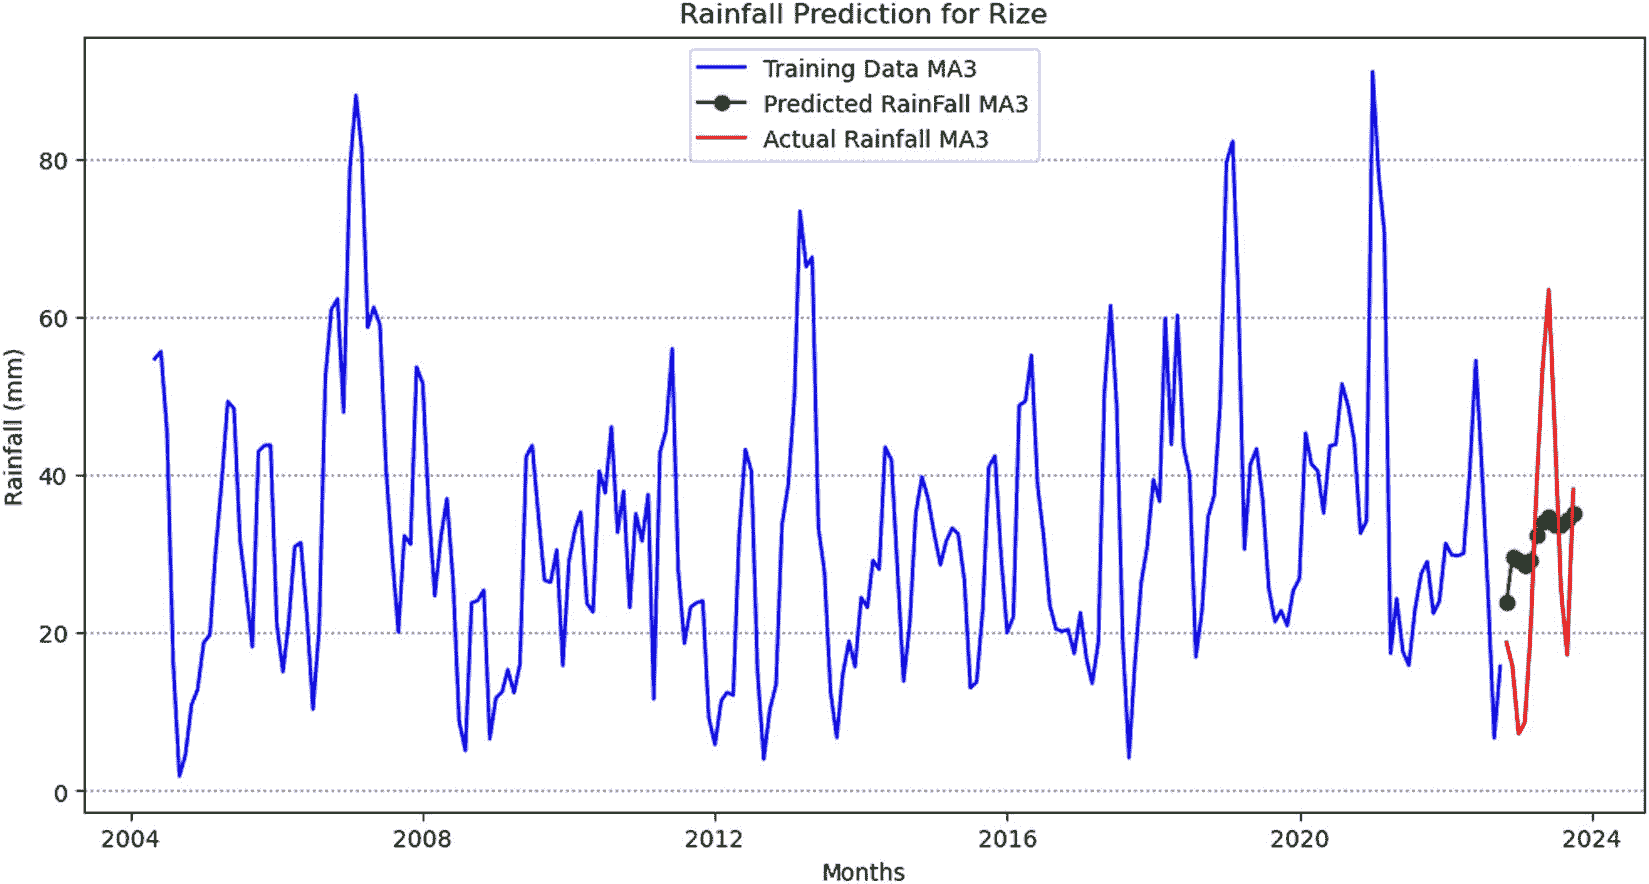 Rainfall Prediction for Rize
Training Data MA3
Predicted RainFall MA3
Actual Rainfall MA3
80
60
40
20
0
Rainfall (mm)
2004
2008
2012
2016
2020
2024
Months